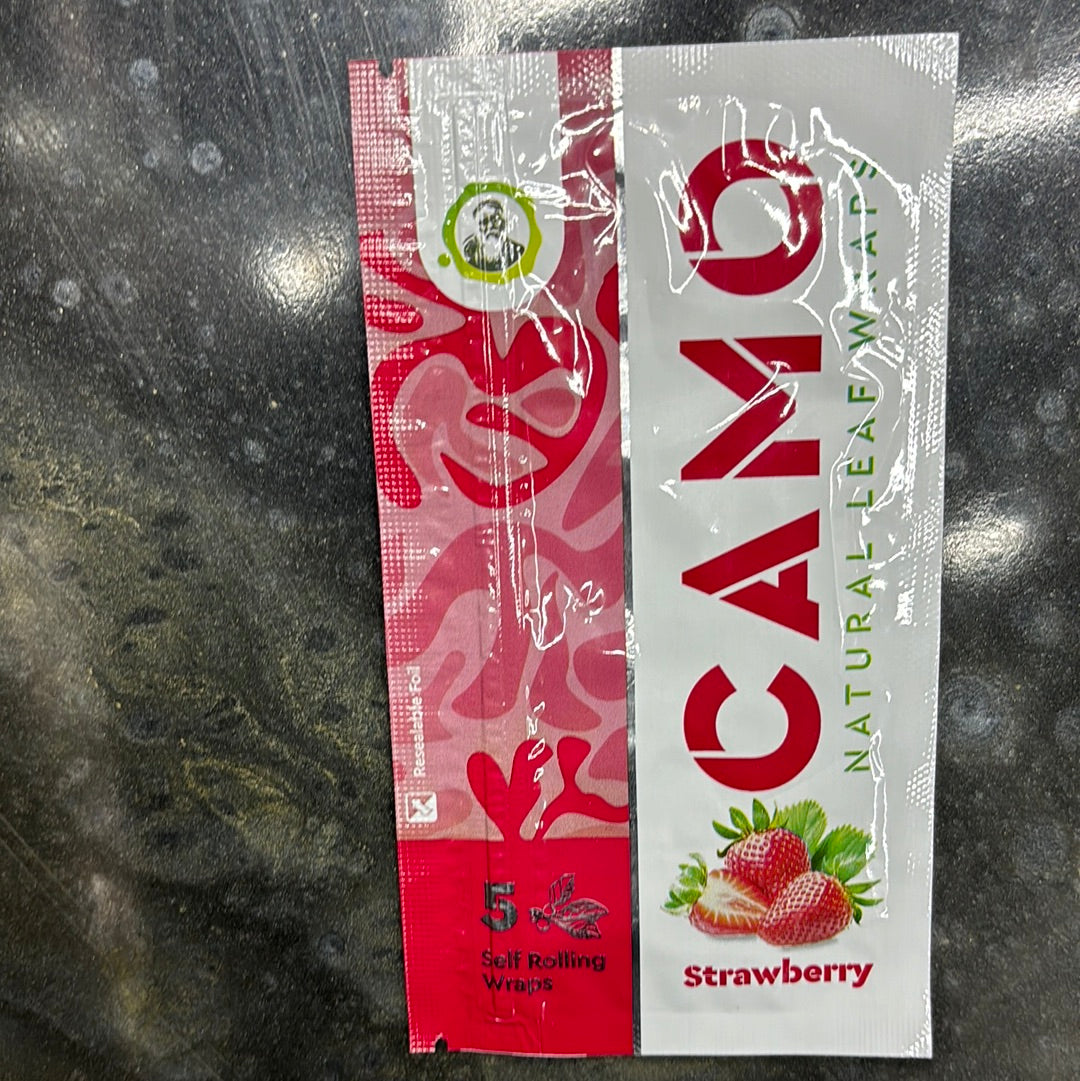 CAMO
NATURAL LEAF WRAPS
Strawberry
Resealable Foil
5
Self Rolling
Wraps